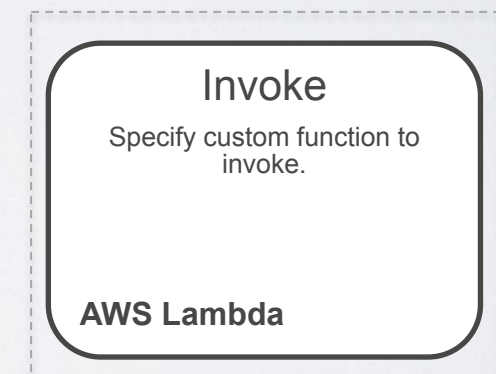 Invoke
Specify custom function to
invoke.
AWS Lambda